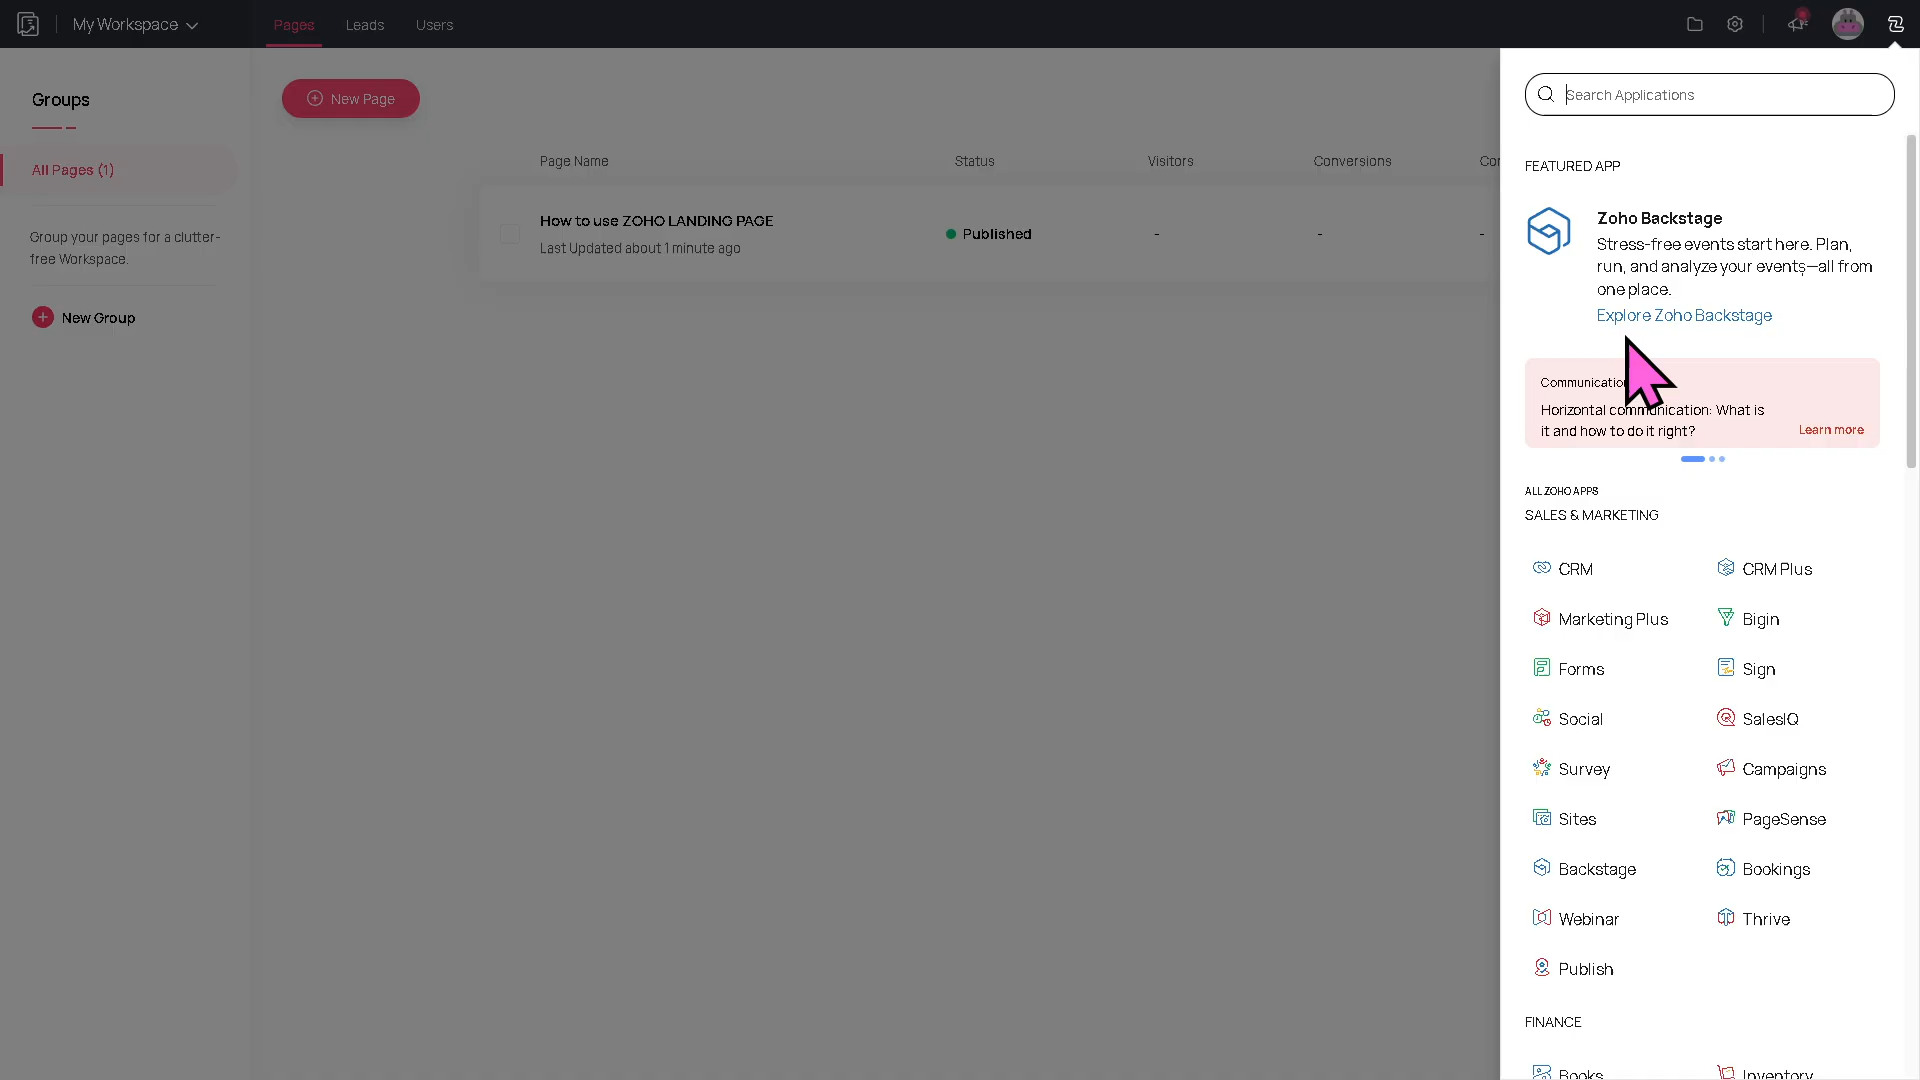 My Workspace
Pages
Leads
Users
Groups
All Pages (1)
Group your pages for a clutter-
free Workspace.
New Group
New Page
Page Name
Status
Visitors
Conversions
How to use ZOHO LANDING PAGE
Last Updated about 1 minute ago
Published
-
-
-
Search Applications
FEATURED APP
Zoho Backstage
Stress-free events start here. Plan,
run, and analyze your events—all from
one place.
Explore Zoho Backstage
Horizontal communication: What is
it and how to do it right?
Learn more
ALL ZOHO APPS
SALES & MARKETING
CRM
CRM Plus
Marketing Plus
Bigin
Forms
Sign
Social
SalesIQ
Survey
Campaigns
Sites
PageSense
Backstage
Bookings
Webinar
Thrive
Publish
FINANCE
Books
Inventory